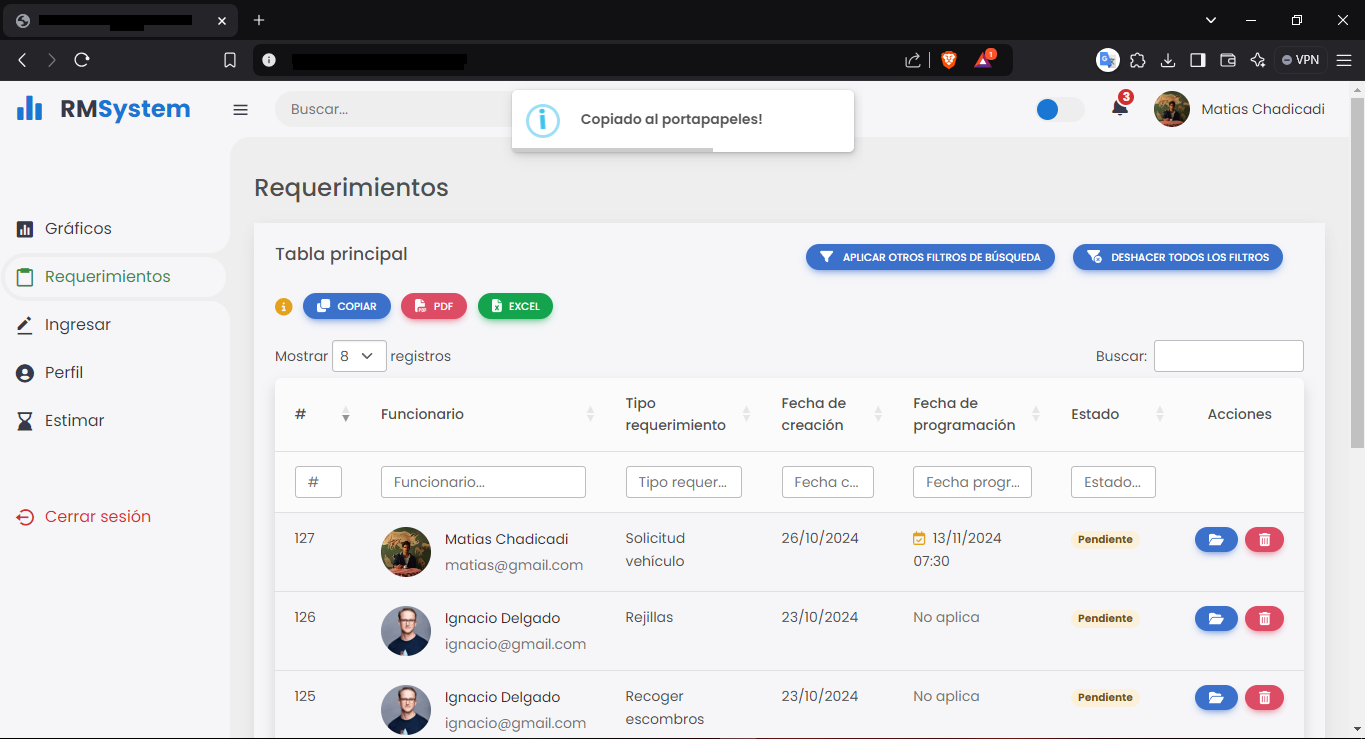 1
VPN
RMSystem
Buscar...
Copiado al portapapeles!
3
Matias Chadicadi
Requerimientos
Gráficos
Requerimientos
Ingresar
Perfil
Estimar
Cerrar sesión
Tabla principal
APLICAR OTROS FILTROS DE BÚSQUEDA
DESHACER TODOS LOS FILTROS
COPIAR
PDF
EXCEL
Mostrar 8 registros
Buscar:
# Funcionario Tipo requerimiento Fecha de creación Fecha de programación Estado Acciones
# Funcionario... Tipo requer... Fecha c... Fecha progr... Estado...
127 Matias Chadicadi Solicitud 26/10/2024 13/11/2024 Pendiente
matias@gmail.com vehículo 07:30
126 Ignacio Delgado Rejillas 23/10/2024 No aplica Pendiente
ignacio@gmail.com
125 Ignacio Delgado Recoger 23/10/2024 No aplica Pendiente
ignacio@gmail.com escombros